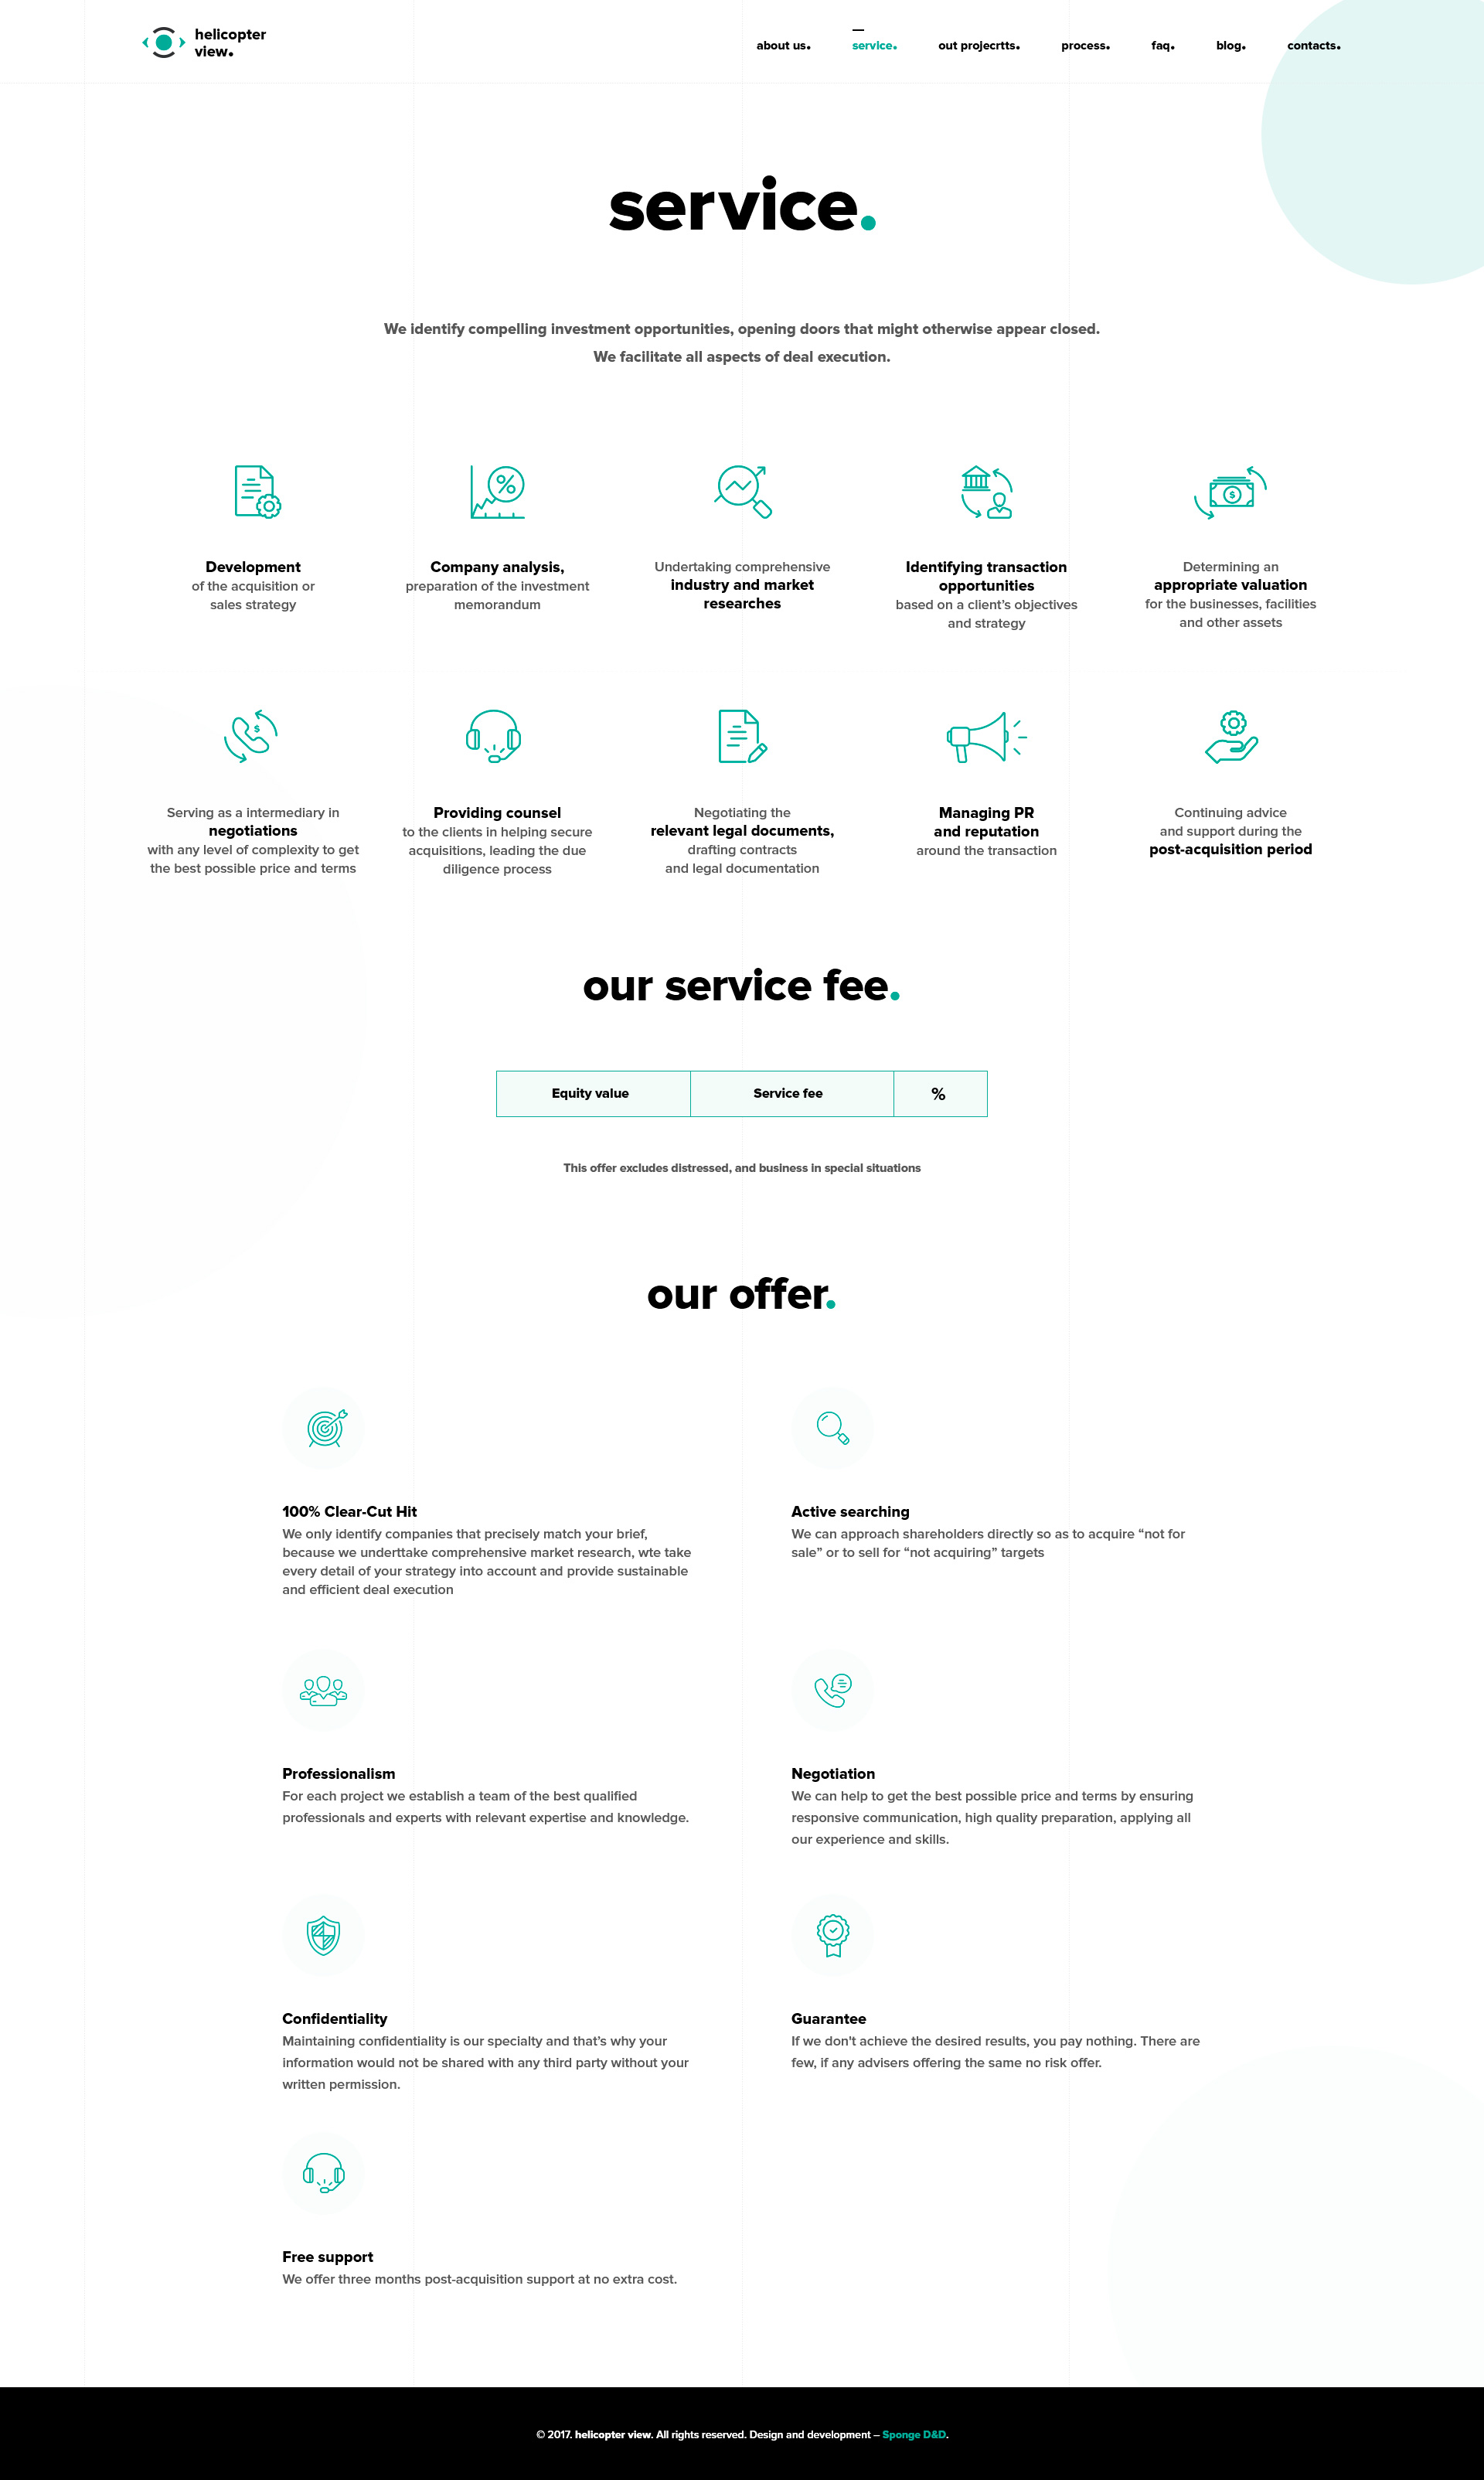 helicopter
view.
about us. service. out projecrtts. process. faq. blog. contacts.
service.
We identify compelling investment opportunities, opening doors that might otherwise appear closed.
We facilitate all aspects of deal execution.
Development
of the acquisition or
sales strategy
Company analysis,
preparation of the investment
memorandum
Undertaking comprehensive
industry and market
researches
Identifying transaction
opportunities
based on a client's objectives
and strategy
Determining an
appropriate valuation
for the businesses, facilities
and other assets
Serving as a intermediary in
negotiations
with any level of complexity to get
the best possible price and terms
Providing counsel
to the clients in helping secure
acquisitions, leading the due
diligence process
Negotiating the
relevant legal documents,
drafting contracts
and legal documentation
Managing PR
and reputation
around the transaction
Continuing advice
and support during the
post-acquisition period
our service fee.
Equity value Service fee %
This offer excludes distressed, and business in special situations
our offer.
100% Clear-Cut Hit
We only identify companies that precisely match your brief,
because we underttake comprehensive market research, wte take
every detail of your strategy into account and provide sustainable
and efficient deal execution
Active searching
We can approach shareholders directly so as to acquire “not for
sale” or to sell for “not acquiring” targets
Professionalism
For each project we establish a team of the best qualified
professionals and experts with relevant expertise and knowledge.
Negotiation
We can help to get the best possible price and terms by ensuring
responsive communication, high quality preparation, applying all
our experience and skills.
Confidentiality
Maintaining confidentiality is our specialty and that's why your
information would not be shared with any third party without your
written permission.
Guarantee
If we don't achieve the desired results, you pay nothing. There are
few, if any advisers offering the same no risk offer.
Free support
We offer three months post-acquisition support at no extra cost.
© 2017. helicopter view. All rights reserved. Design and development – Sponge D&D.